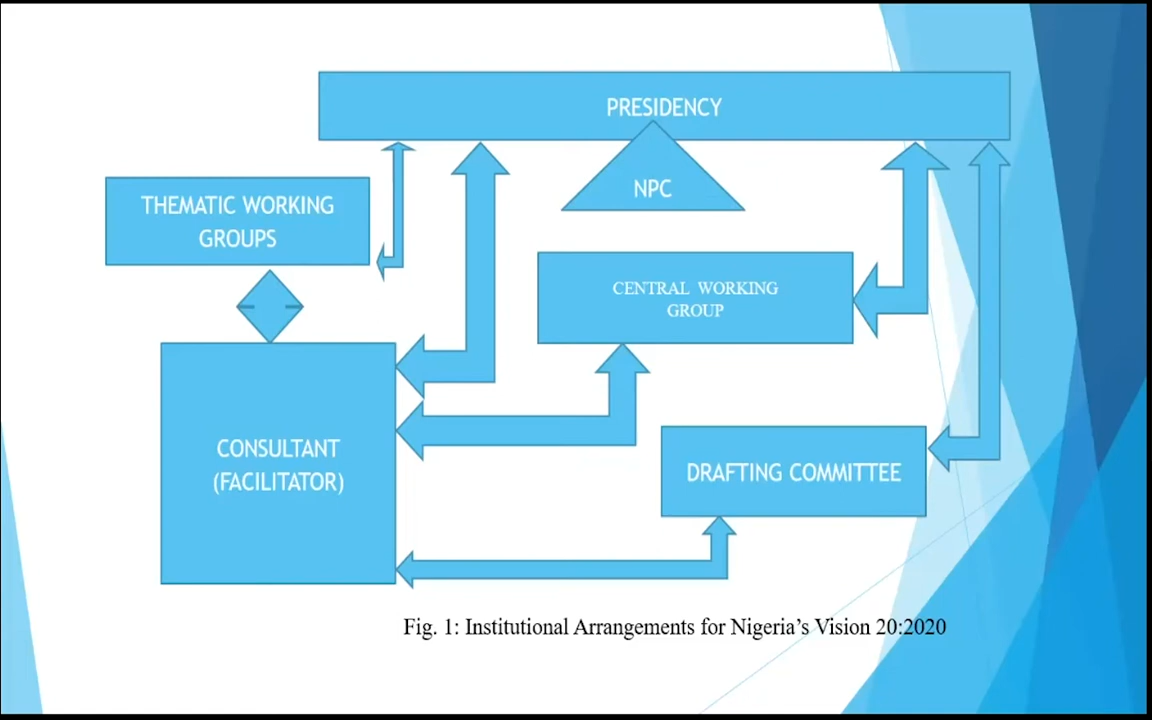 PRESIDENCY
NPC
THEMATIC WORKING
GROUPS
CENTRAL WORKING
GROUP
CONSULTANT
(FACILITATOR)
DRAFTING COMMITTEE
Fig. 1: Institutional Arrangements for Nigeria’s Vision 20:2020